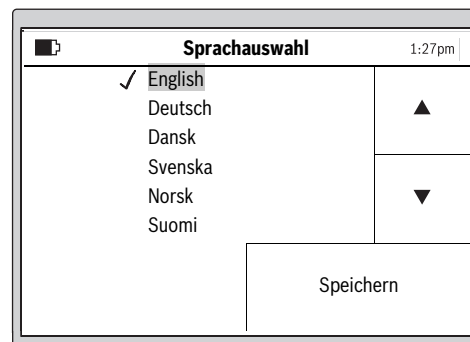 Sprachauswahl 1:27pm
English
Deutsch
Dansk
Svenska
Norsk
Suomi
Speichern